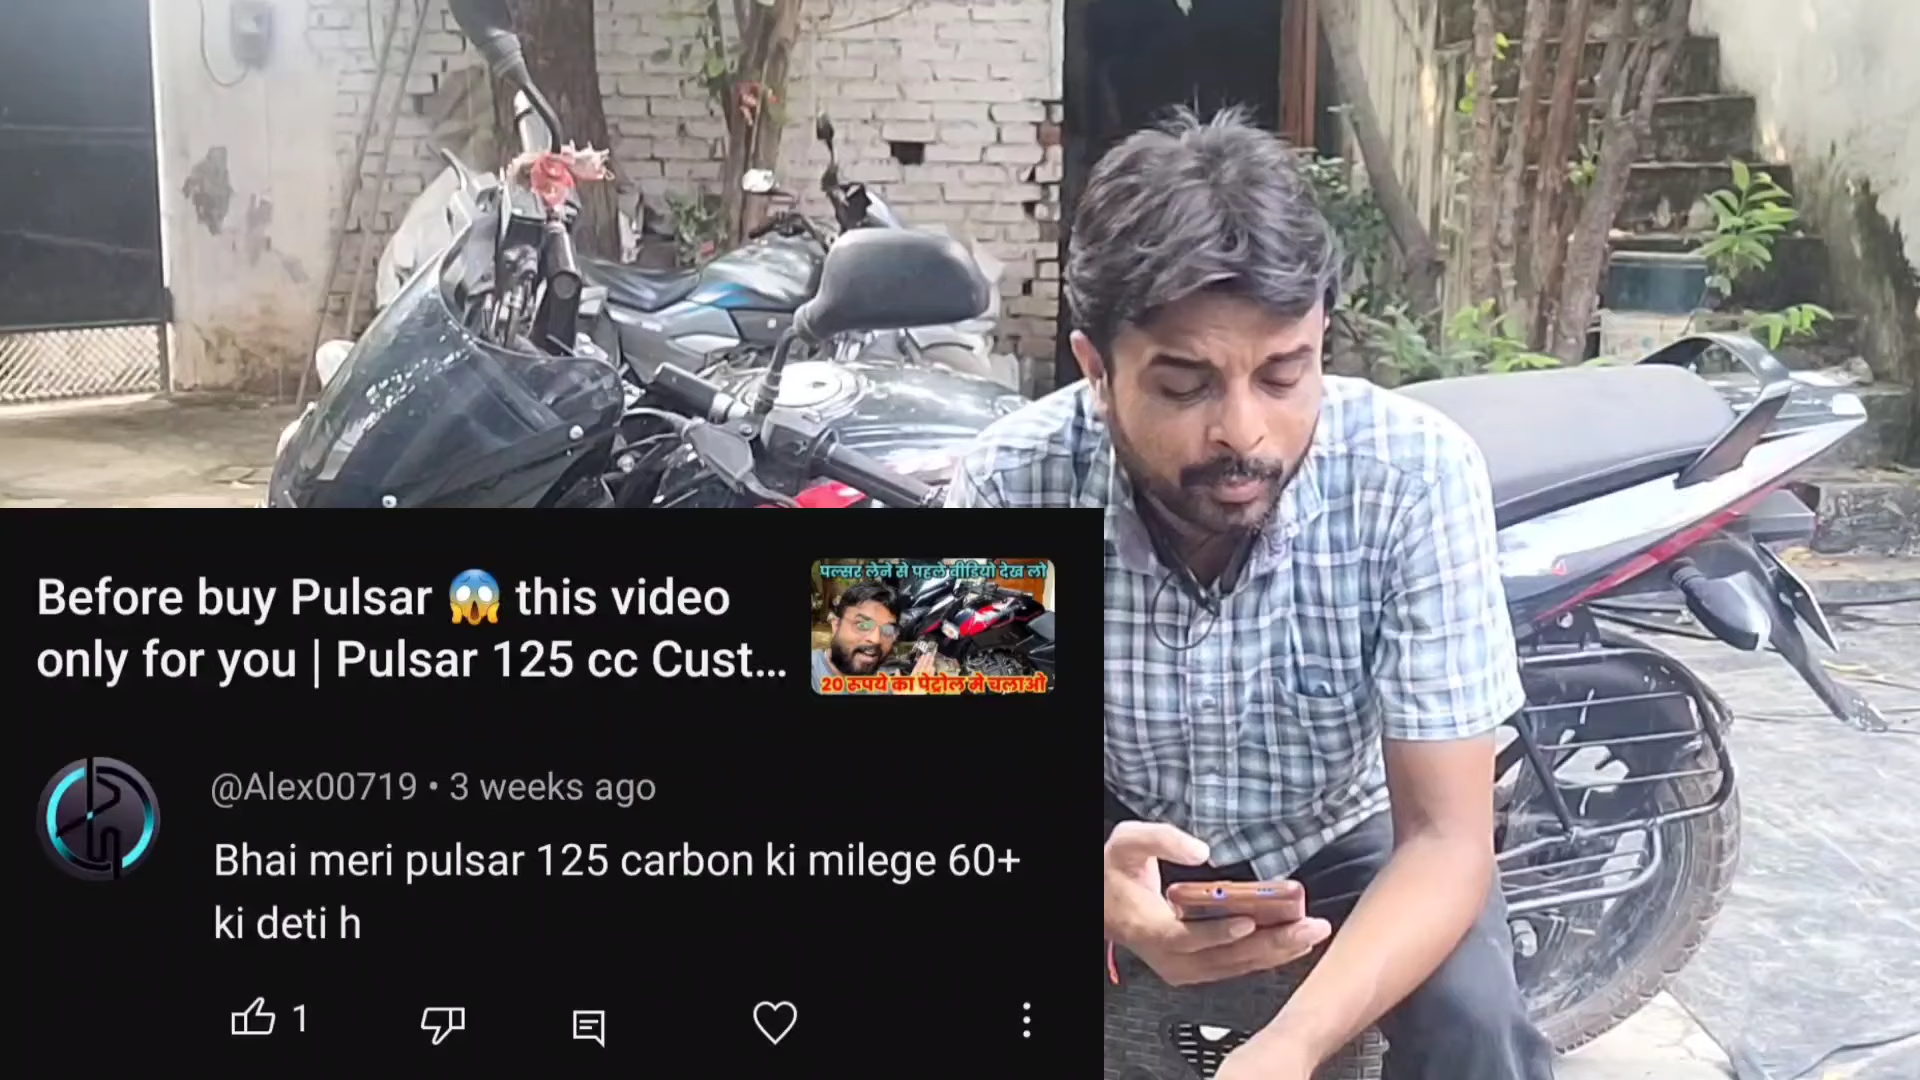 Before buy Pulsar 😱 this video
only for you | Pulsar 125 cc Cust...
पल्सर लेने से पहले वीडियो देख लो
20 रूपये का पेट्रोल मे चलाओ
@Alex00719 • 3 weeks ago
Bhai meri pulsar 125 carbon ki milege 60+
ki deti h
1